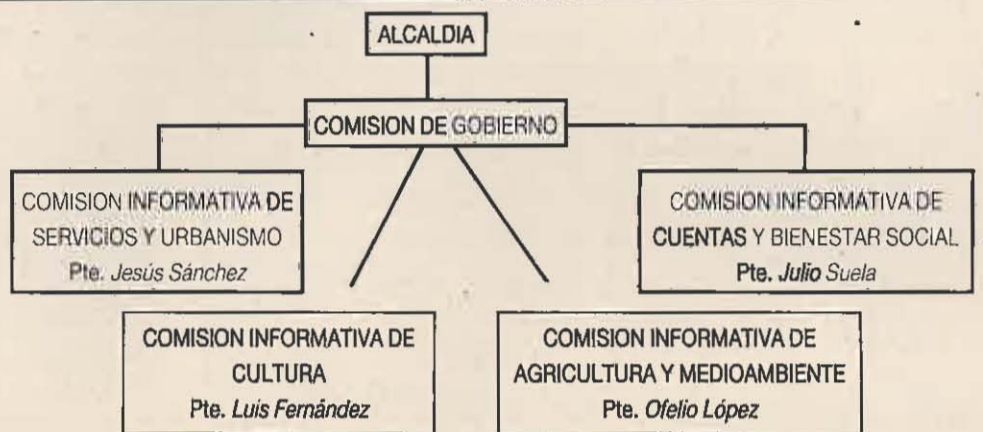 ALCALDIA
COMISION DE GOBIERNO
COMISION INFORMATIVA DE
SERVICIOS Y URBANISMO
Pte. Jesús Sánchez
COMISION INFORMATIVA DE
CUENTAS Y BIENESTAR SOCIAL
Pte. Julio Suela
COMISION INFORMATIVA DE
CULTURA
Pte. Luis Fernández
COMISION INFORMATIVA DE
AGRICULTURA Y MEDIOAMBIENTE
Pte. Ofelio López